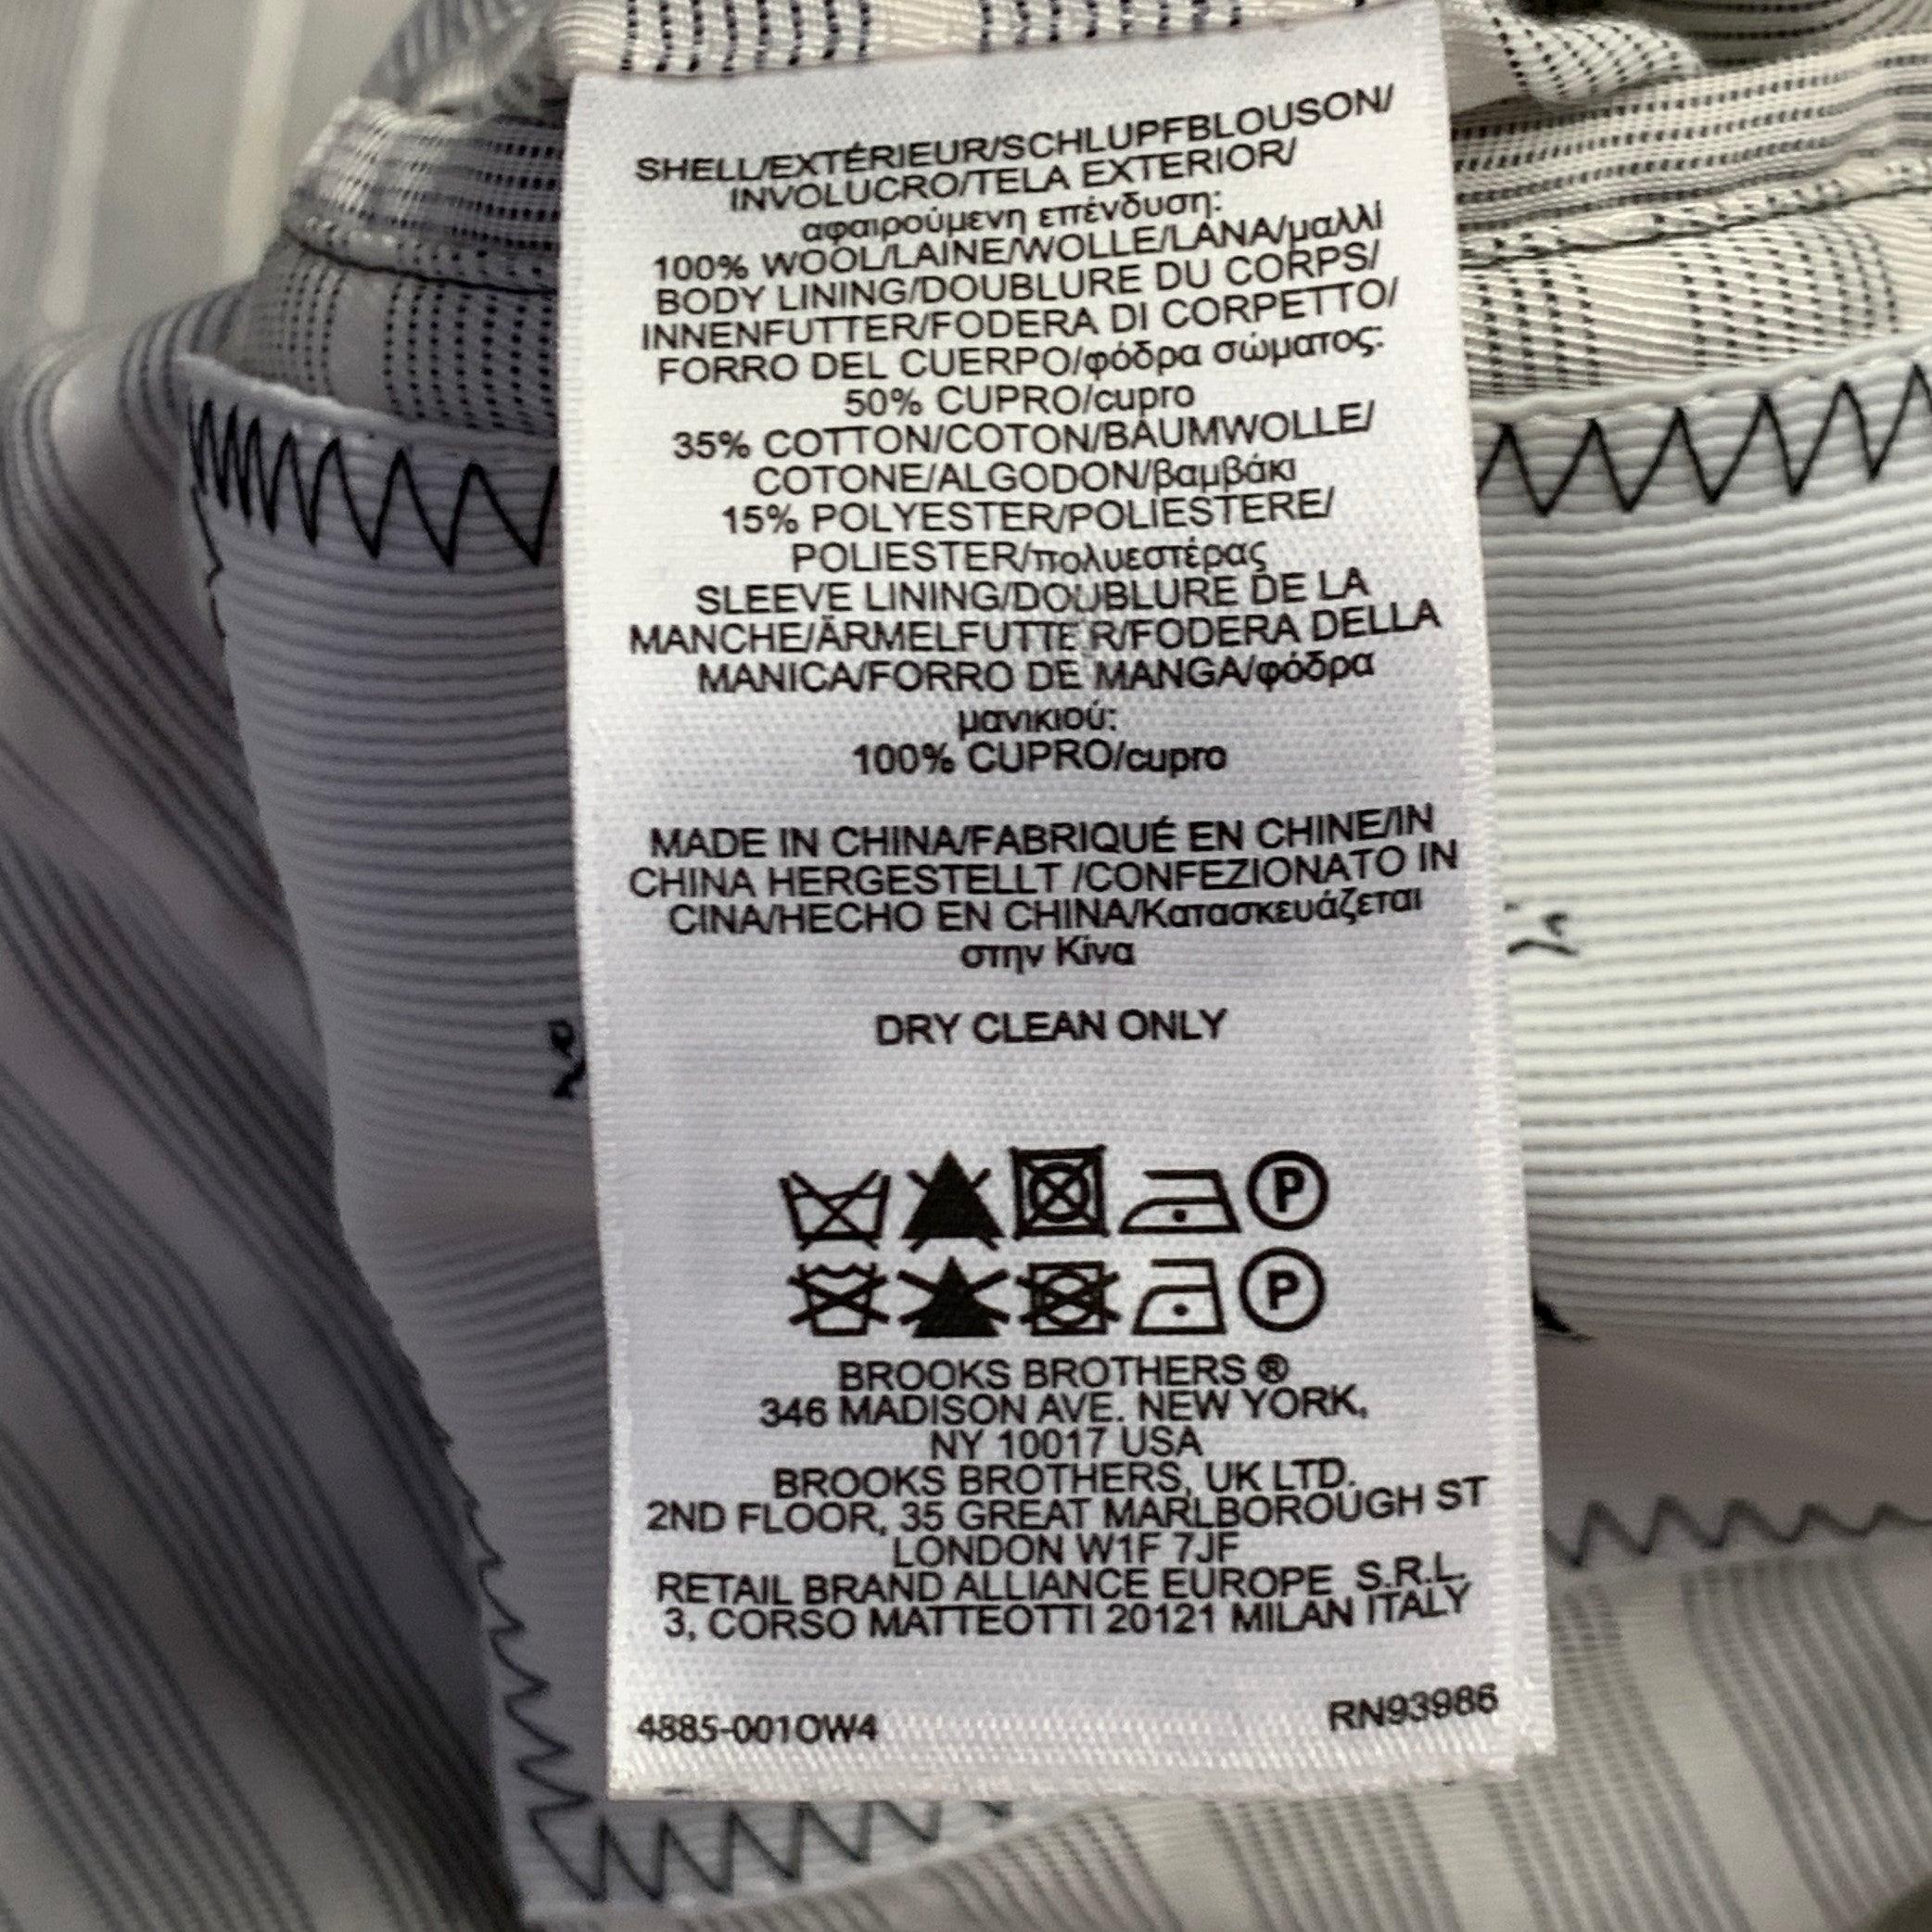 SHELL/EXTÉRIEUR/SCHLUPFBLOUSON/
INVOLUCRO/TELA EXTERIOR/
αφαιρούμενη επένδυση:
100% WOOL/LAINE/WOLLE/LANA/μαλλί
BODY LINING/DOUBLURE DU CORPS/
INNENFUTTER/FODERA DI CORPETTO/
FORRO DEL CUERPO/φόδρα σώματος:
50% CUPRO/cupro
35% COTTON/COTON/BAUMWOLLE/
COTONE/ALGODON/βαμβάκι
15% POLYESTER/POLIESTERE/
POLIESTER/πολυεστέρας
SLEEVE LINING/DOUBLURE DE LA
MANCHE/ÄRMELFUTTER/FODERA DELLA
MANICA/FORRO DE MANGA/φόδρα
μανικιού:
100% CUPRO/cupro
MADE IN CHINA/FABRIQUÉ EN CHINE/IN
CHINA HERGESTELLT /CONFEZIONATO IN
CINA/HECHO EN CHINA/Κατασκευάζεται
στην Κίνα
DRY CLEAN ONLY
P
P
BROOKS BROTHERS ®
346 MADISON AVE. NEW YORK,
NY 10017 USA
BROOKS BROTHERS, UK LTD.
2ND FLOOR, 35 GREAT MARLBOROUGH ST
LONDON W1F 7JF
RETAIL BRAND ALLIANCE EUROPE S.R.L.
3, CORSO MATTEOTTI 20121 MILAN ITALY
4885-001OW4 RN93986